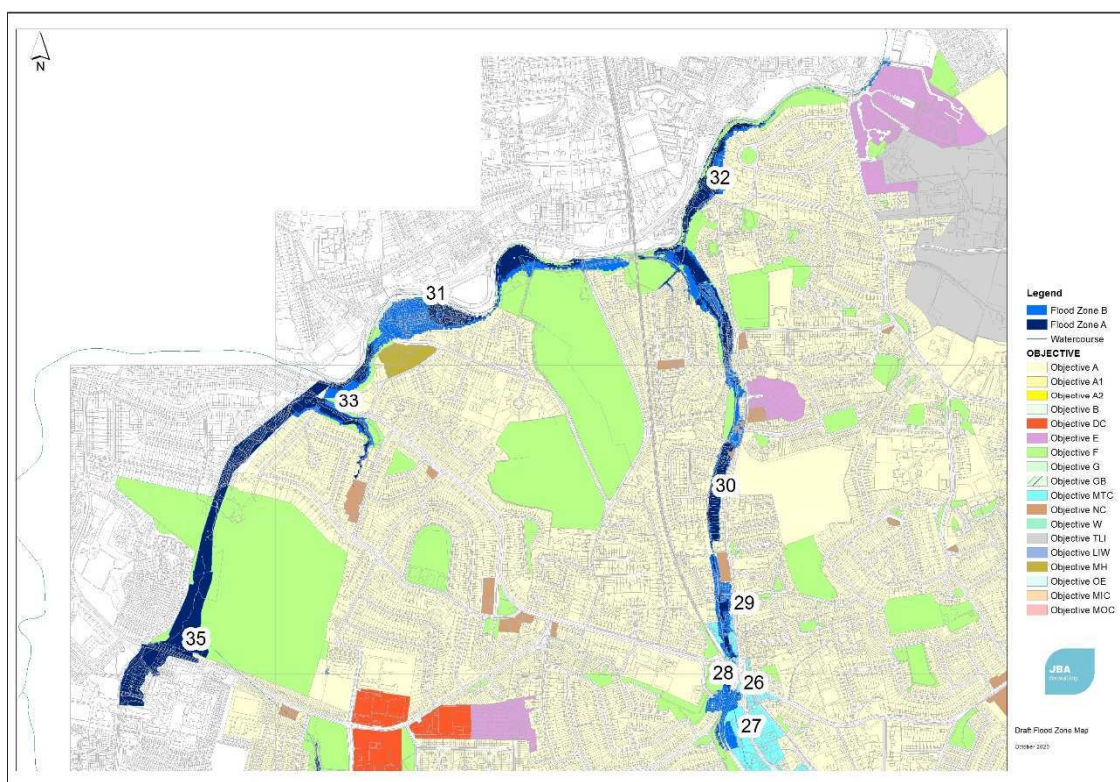 N
32
31
33
30
35
29
28
26
27
Legend
Flood Zone B
Flood Zone A
Watercourse
OBJECTIVE
Objective A
Objective A1
Objective A2
Objective B
Objective DC
Objective E
Objective F
Objective G
Objective GB
Objective MTC
Objective NC
Objective W
Objective TLI
Objective LIW
Objective MH
Objective OE
Objective MIC
Objective MOC
JBA
consulting
Draft Flood Zone Map
October 2020